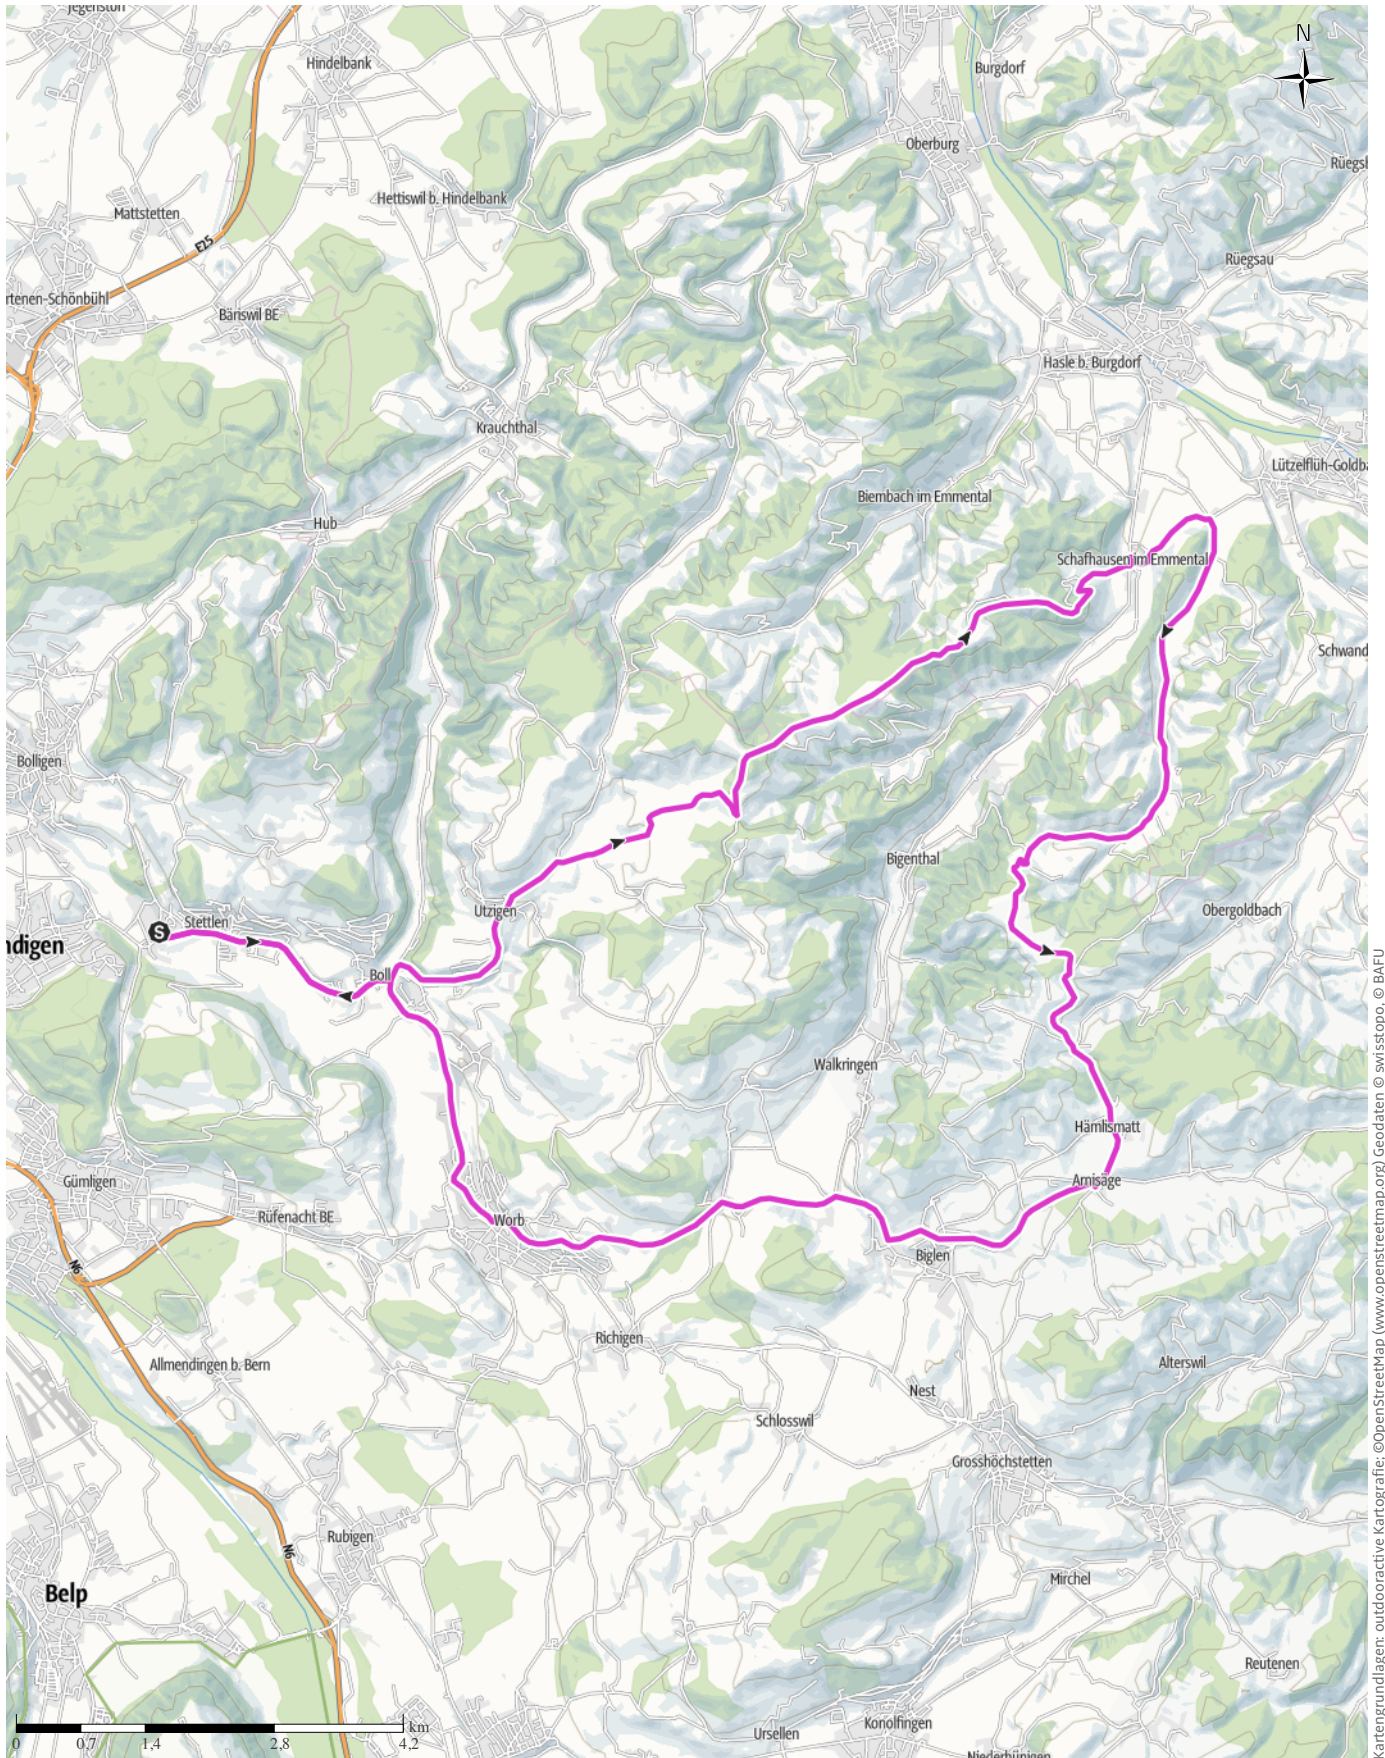 Jegenstorf
Hindelbank
N
Burgdorf
Oberburg
Hettiswil b. Hindelbank
Mattstetten
E25
Rüegsau
rtenen-Schönbühl
Bäriswil BE
Hasle b. Burgdorf
Krauchthal
Lützelflüh-Goldba
Biembach im Emmental
Hub
Schafhausen im Emmental
Schwand
Bolligen
Bigenthal
Utzigen
Obergoldbach
Stettlen
S
ndigen
Boll
Walkringen
Hämlismatt
Gümligen
Arnisäge
Rüfenacht BE
Worb
Biglen
N6
Richigen
Allmendingen b. Bern
Alterswil
Nest
Schlosswil
Grosshöchstetten
Rubigen
N6
Mirchel
Belp
Reutenen
Konolfingen
Ursellen
km
0 0,7 1,4 2,8 4,2
Kartengrundlagen: outdooractive Kartografie; ©OpenStreetMap (www.openstreetmap.org) Geodaten © swisstopo, © BAFU